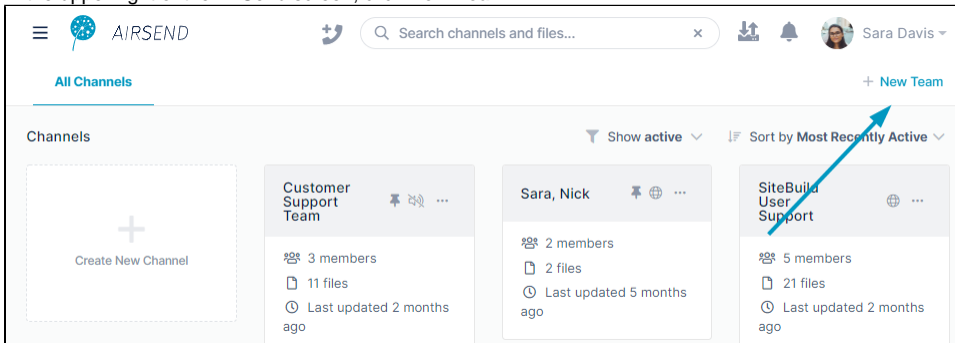 AIRSEND
Search channels and files...
Sara Davis
All Channels
+ New Team
Channels
Show active
Sort by Most Recently Active
Create New Channel
Customer
Support
Team
3 members
11 files
Last updated 2 months
ago
Sara, Nick
2 members
2 files
Last updated 5 months
ago
SiteBuild
User
Support
5 members
21 files
Last updated 2 months
ago